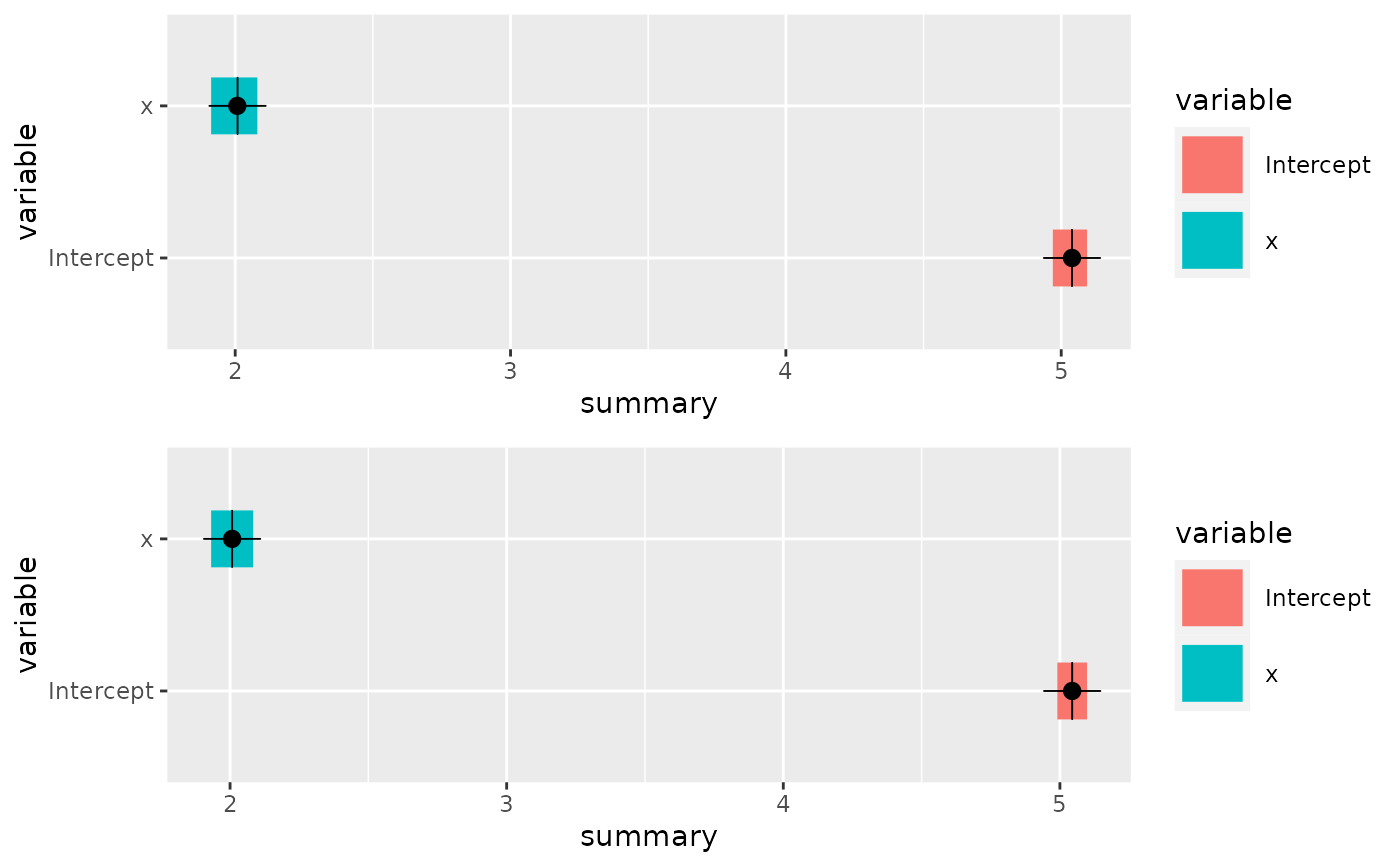 variable
x
Intercept
2 3 4 5
summary
variable
Intercept
x
variable
x
Intercept
2 3 4 5
summary
variable
Intercept
x